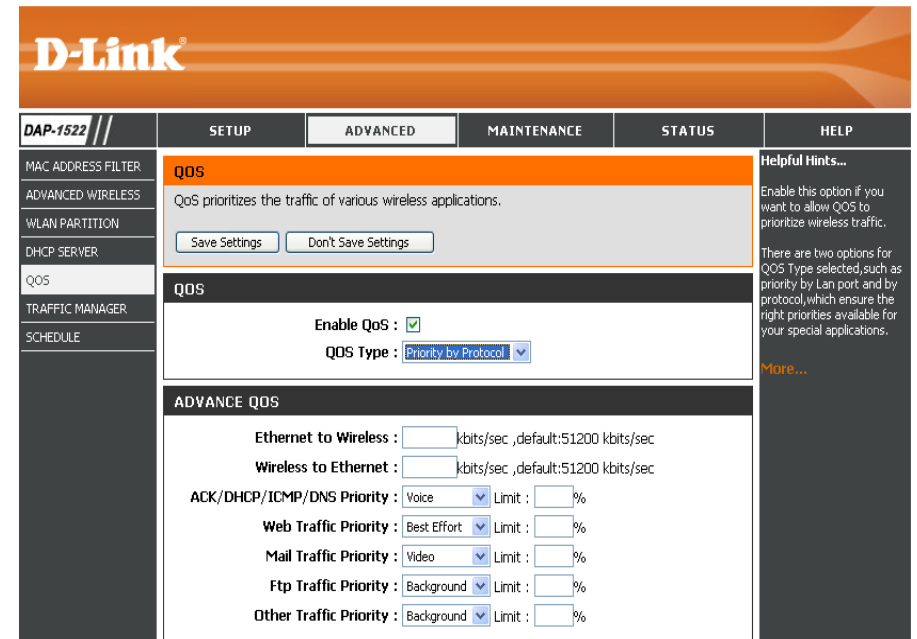 D-Link®
DAP-1522 //
SETUP
ADVANCED
MAINTENANCE
STATUS
HELP
MAC ADDRESS FILTER
ADVANCED WIRELESS
WLAN PARTITION
DHCP SERVER
QOS
TRAFFIC MANAGER
SCHEDULE
QOS
QoS prioritizes the traffic of various wireless applications.
Save Settings
Don't Save Settings
QOS
Enable QoS :
QOS Type : Priority by Protocol
ADVANCE QOS
Ethernet to Wireless : kbits/sec ,default:51200 kbits/sec
Wireless to Ethernet : kbits/sec ,default:51200 kbits/sec
ACK/DHCP/ICMP/DNS Priority : Voice Limit : %
Web Traffic Priority : Best Effort Limit : %
Mail Traffic Priority : Video Limit : %
Ftp Traffic Priority : Background Limit : %
Other Traffic Priority : Background Limit : %
Helpful Hints...
Enable this option if you
want to allow QOS to
prioritize wireless traffic.
There are two options for
QOS Type selected,such as
priority by Lan port and by
protocol,which ensure the
right priorities available for
your special applications.
More...